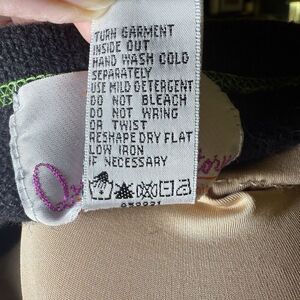 TURN GARMENT
INSIDE OUT
HAND WASH COLD
SEPARATELY
USE MILD DETERGENT
DO NOT BLEACH
DO NOT WRING
OR TWIST
RESHAPE DRY FLAT
LOW IRON
IF NECESSARY